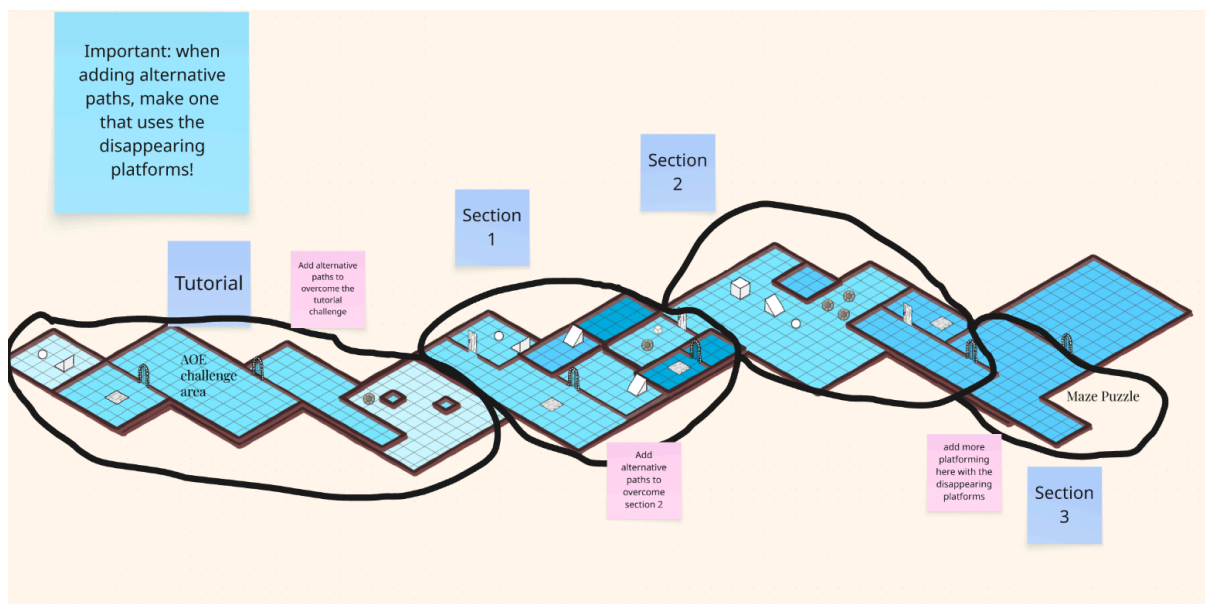 Important: when
adding alternative
paths, make one
that uses the
disappearing
platforms!
Section
2
Section
1
Tutorial
Add alternative
paths to
overcome the
tutorial
challenge
AOE
challenge
area
Maze Puzzle
Add
alternative
paths to
overcome
section 2
add more
platforming
here with the
disappearing
platforms
Section
3